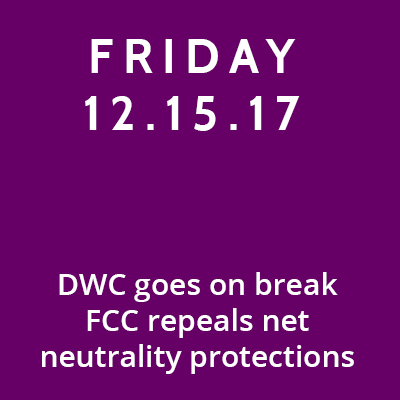 FRIDAY
12.15.17
DWC goes on break
FCC repeals net
neutrality protections